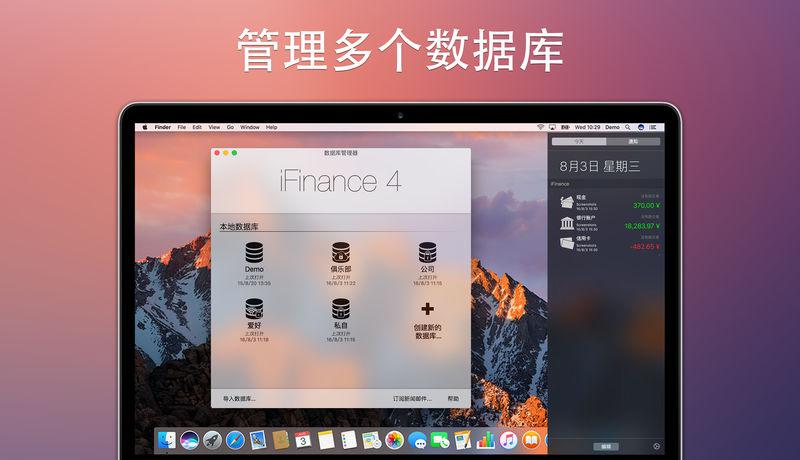 管理多个数据库
Finder File Edit View Go Window Help
Wed 10:29 Demo
数据库管理器
iFinance 4
本地数据库
Demo
上次打开
15/8/20 13:35
俱乐部
上次打开
16/8/3 11:22
公司
上次打开
16/8/3 11:15
爱好
上次打开
16/8/3 11:18
私自
上次打开
16/8/3 11:16
创建新的
数据库...
导入数据库...
订阅新闻邮件...
帮助
今天
通知
8月3日 星期三
iFinance
现金
Screenshots
16/8/3 15:50
370,00 ¥
银行账户
Screenshots
16/8/3 15:50
18.283,97 ¥
信用卡
Screenshots
16/8/3 15:50
-482,65 ¥
编辑
3